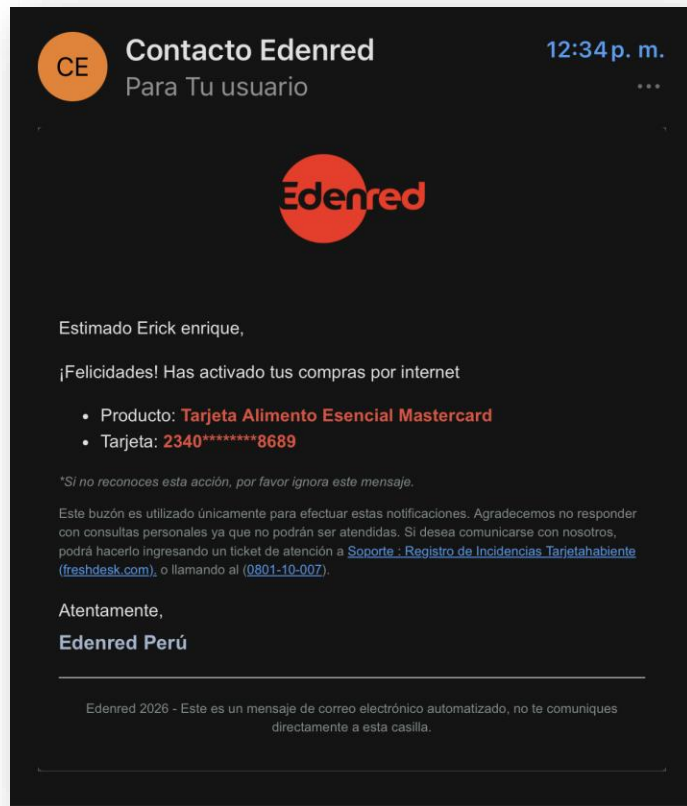 CE
Contacto Edenred
12:34 p. m.
Para Tu usuario
...
Edenred
Estimado Erick enrique,
¡Felicidades! Has activado tus compras por internet
• Producto: Tarjeta Alimento Esencial Mastercard
• Tarjeta: 2340********8689
*Si no reconoces esta acción, por favor ignora este mensaje.
Este buzón es utilizado únicamente para efectuar estas notificaciones. Agradecemos no responder
con consultas personales ya que no podrán ser atendidas. Si desea comunicarse con nosotros,
podrá hacerlo ingresando un ticket de atención a Soporte : Registro de Incidencias Tarjetahabiente
(freshdesk.com), o llamando al (0801-10-007).
Atentamente,
Edenred Perú
Edenred 2026 - Este es un mensaje de correo electrónico automatizado, no te comuniques
directamente a esta casilla.